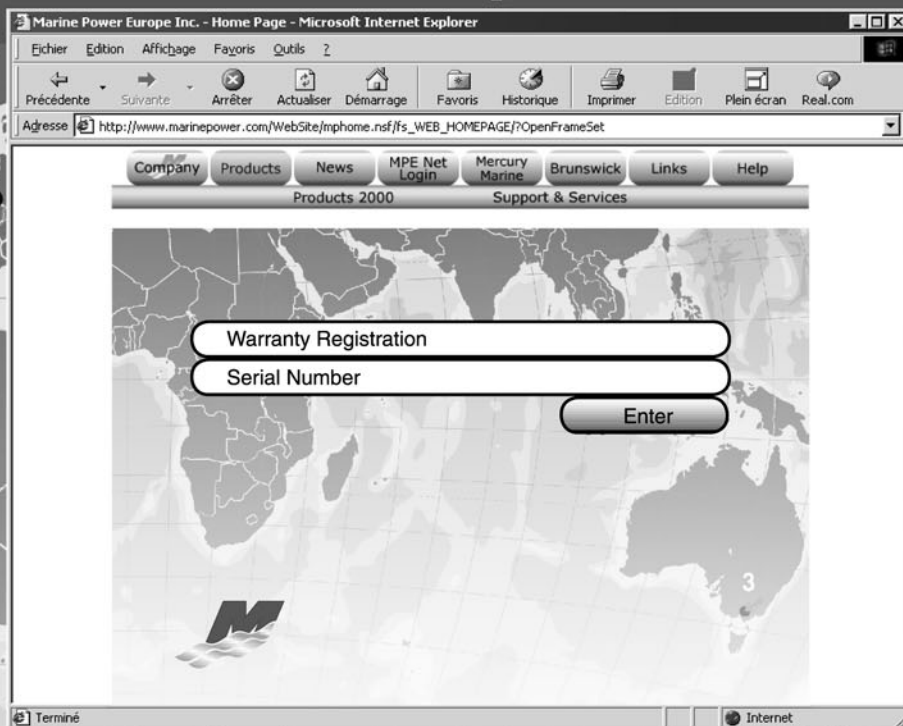 Marine Power Europe Inc. - Home Page - Microsoft Internet Explorer
Fichier Edition Affichage Favoris Outils ?
Précédente Suivante Arrêter Actualiser Démarrage Favoris Historique Imprimer Edition Plein écran Real.com
Adresse http://www.marinepower.com/WebSite/mphome.nsf/fs_WEB_HOMEPAGE/?OpenFrameSet
Company Products News MPE Net Login Mercury Marine Brunswick Links Help
Products 2000 Support & Services
Warranty Registration
Serial Number
Enter
3
M
Terminé Internet